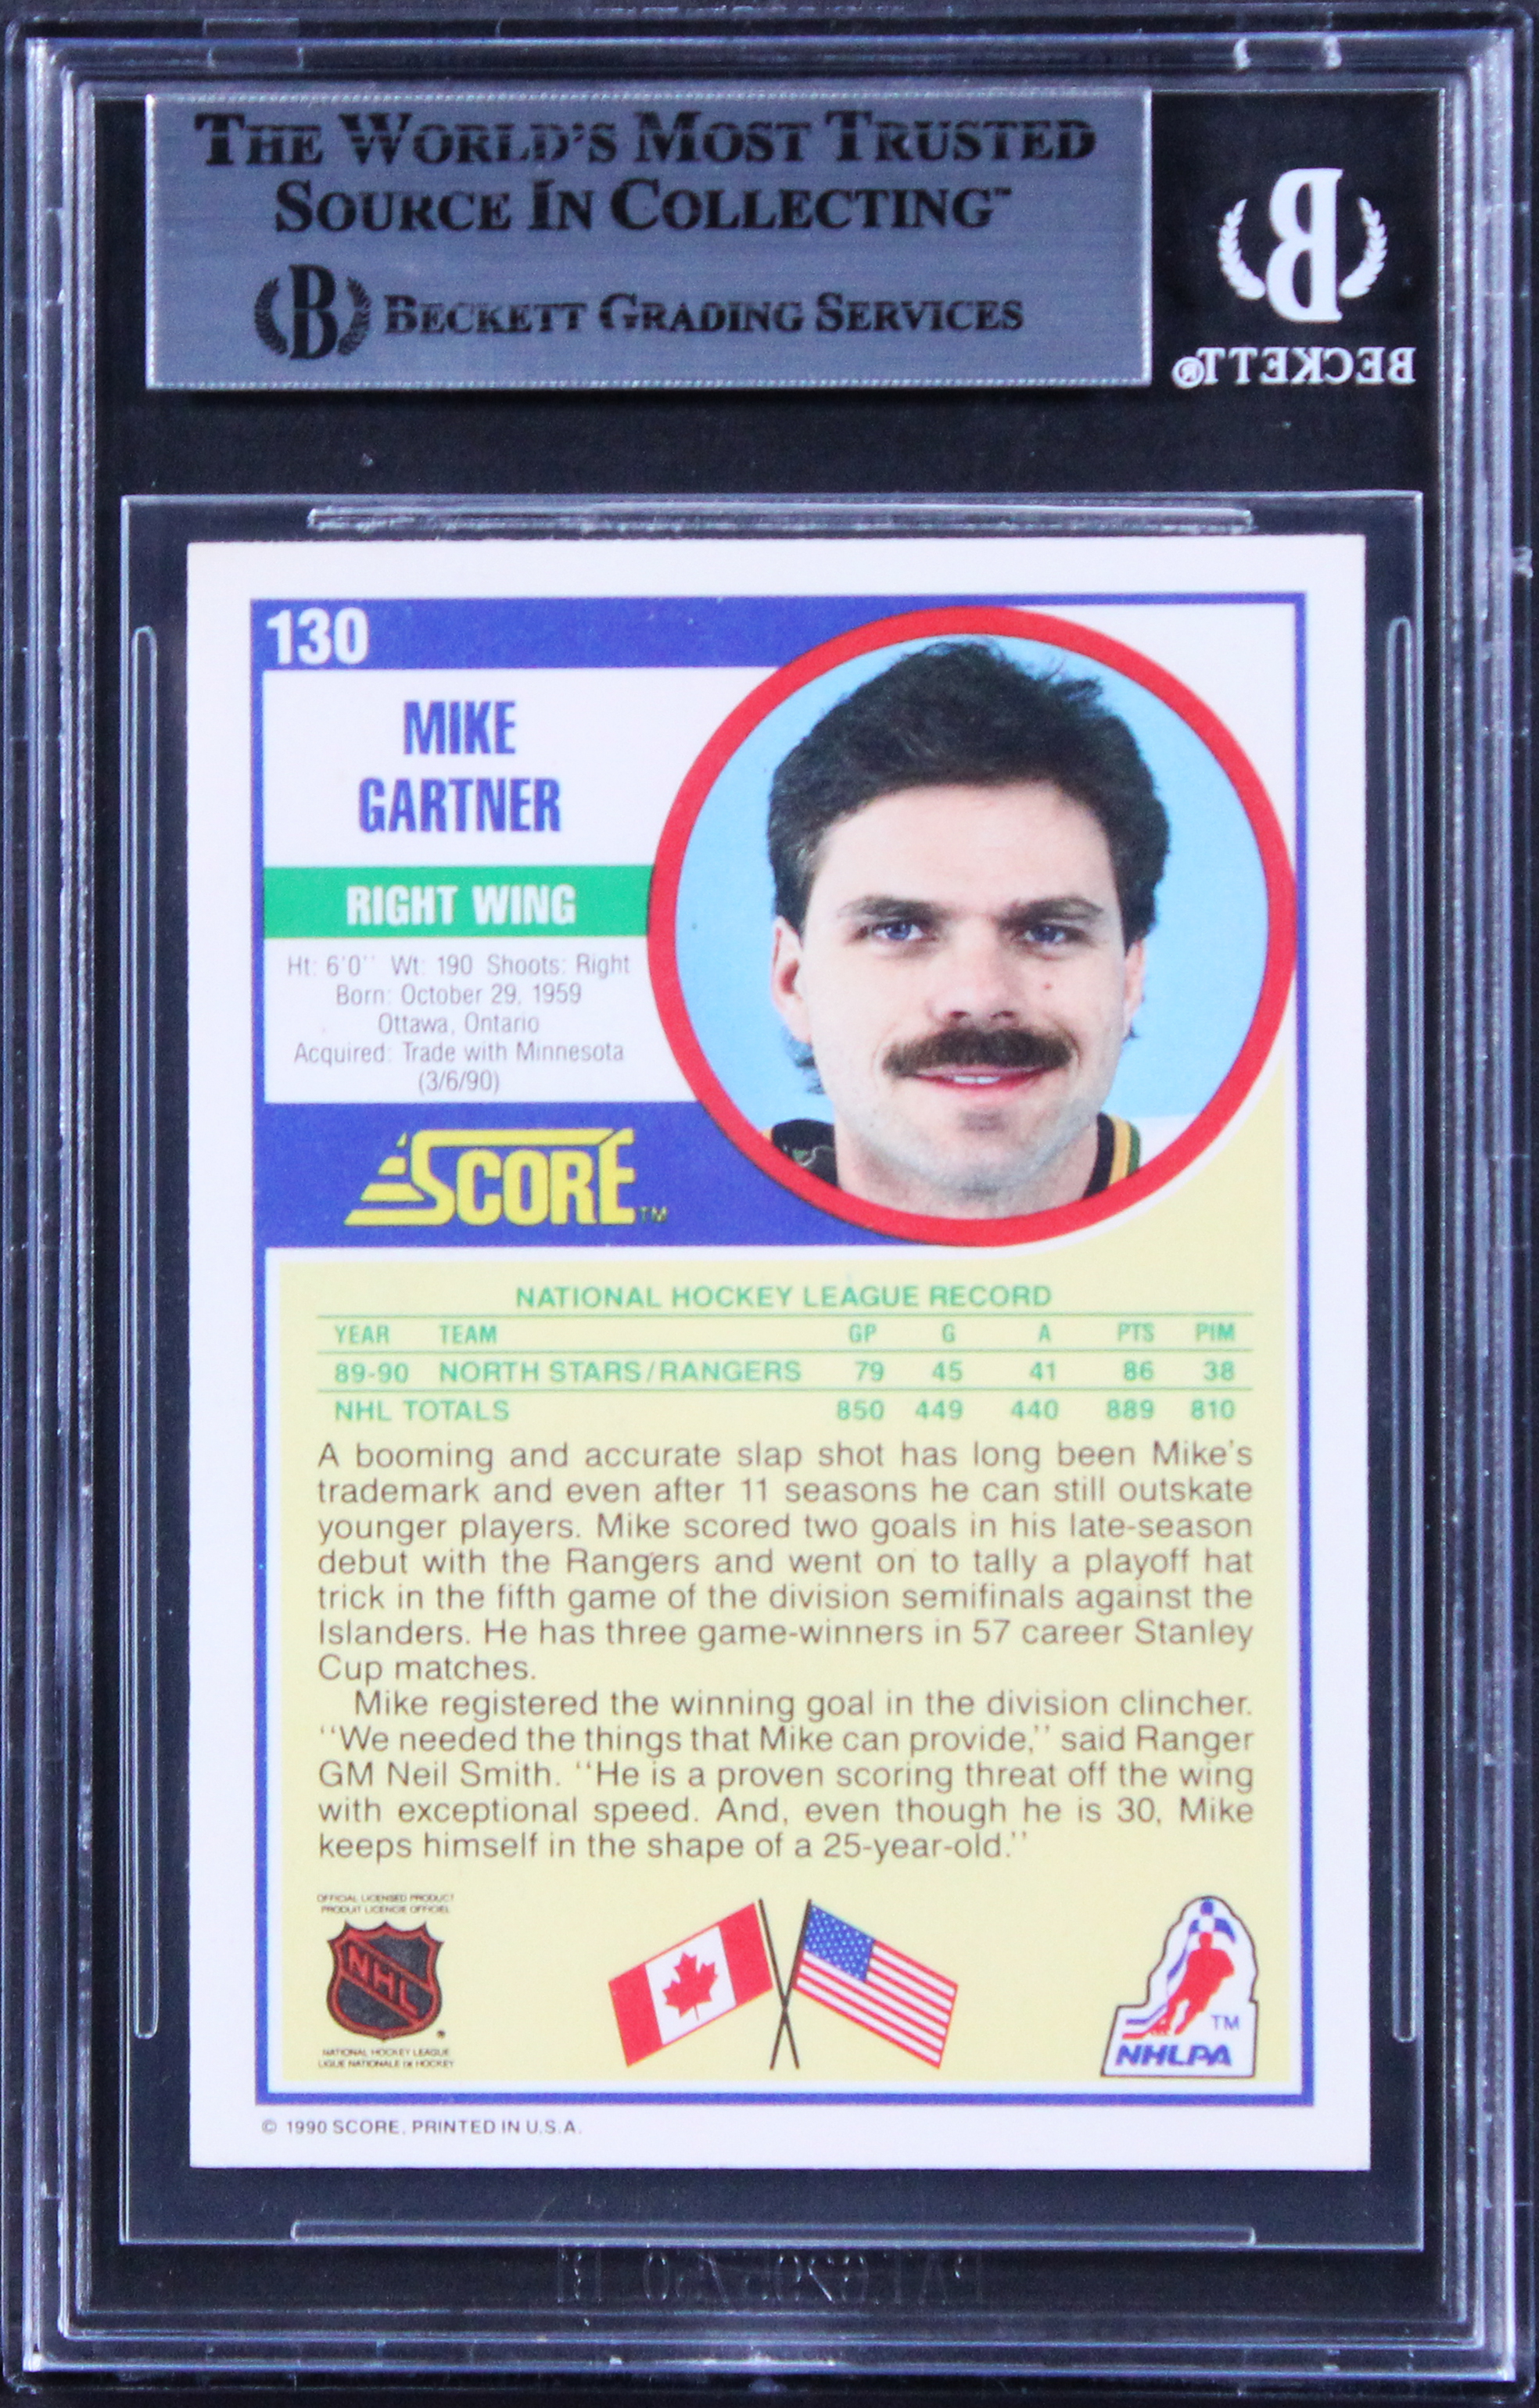 THE WORLD'S MOST TRUSTED
SOURCE IN COLLECTING™
B BECKETT GRADING SERVICES
B
BECKETT®
130
MIKE
GARTNER
RIGHT WING
Ht: 6'0'' Wt: 190 Shoots: Right
Born: October 29, 1959
Ottawa, Ontario
Acquired: Trade with Minnesota
(3/6/90)
SCORE™
NATIONAL HOCKEY LEAGUE RECORD
YEAR TEAM GP G A PTS PIM
89-90 NORTH STARS/RANGERS 79 45 41 86 38
NHL TOTALS 850 449 440 889 810
A booming and accurate slap shot has long been Mike's
trademark and even after 11 seasons he can still outskate
younger players. Mike scored two goals in his late-season
debut with the Rangers and went on to tally a playoff hat
trick in the fifth game of the division semifinals against the
Islanders. He has three game-winners in 57 career Stanley
Cup matches.
Mike registered the winning goal in the division clincher.
''We needed the things that Mike can provide,'' said Ranger
GM Neil Smith. ''He is a proven scoring threat off the wing
with exceptional speed. And, even though he is 30, Mike
keeps himself in the shape of a 25-year-old.''
OFFICIAL LICENSED PRODUCT
PRODUIT LICENCIE OFFICIEL
NHL
NATIONAL HOCKEY LEAGUE
LIGUE NATIONALE DE HOCKEY
TM
NHLPA
© 1990 SCORE, PRINTED IN U.S.A.